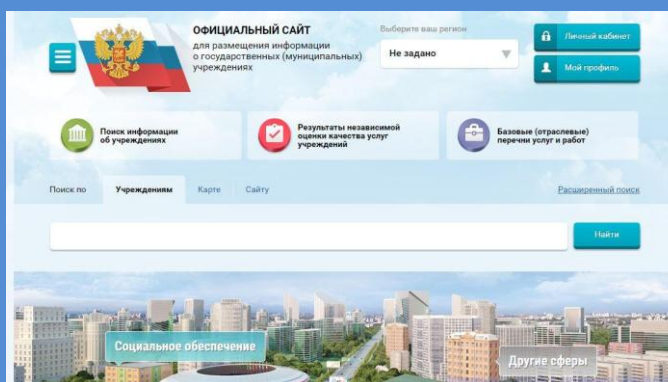 ОФИЦИАЛЬНЫЙ САЙТ
для размещения информации
о государственных (муниципальных)
учреждениях
Выберите ваш регион
Не задано
Личный кабинет
Мой профиль
Поиск информации
об учреждениях
Результаты независимой
оценки качества услуг
учреждений
Базовые (отраслевые)
перечни услуг и работ
Поиск по
Учреждениям
Карте
Сайту
Расширенный поиск
Найти
Социальное обеспечение
Другие сферы